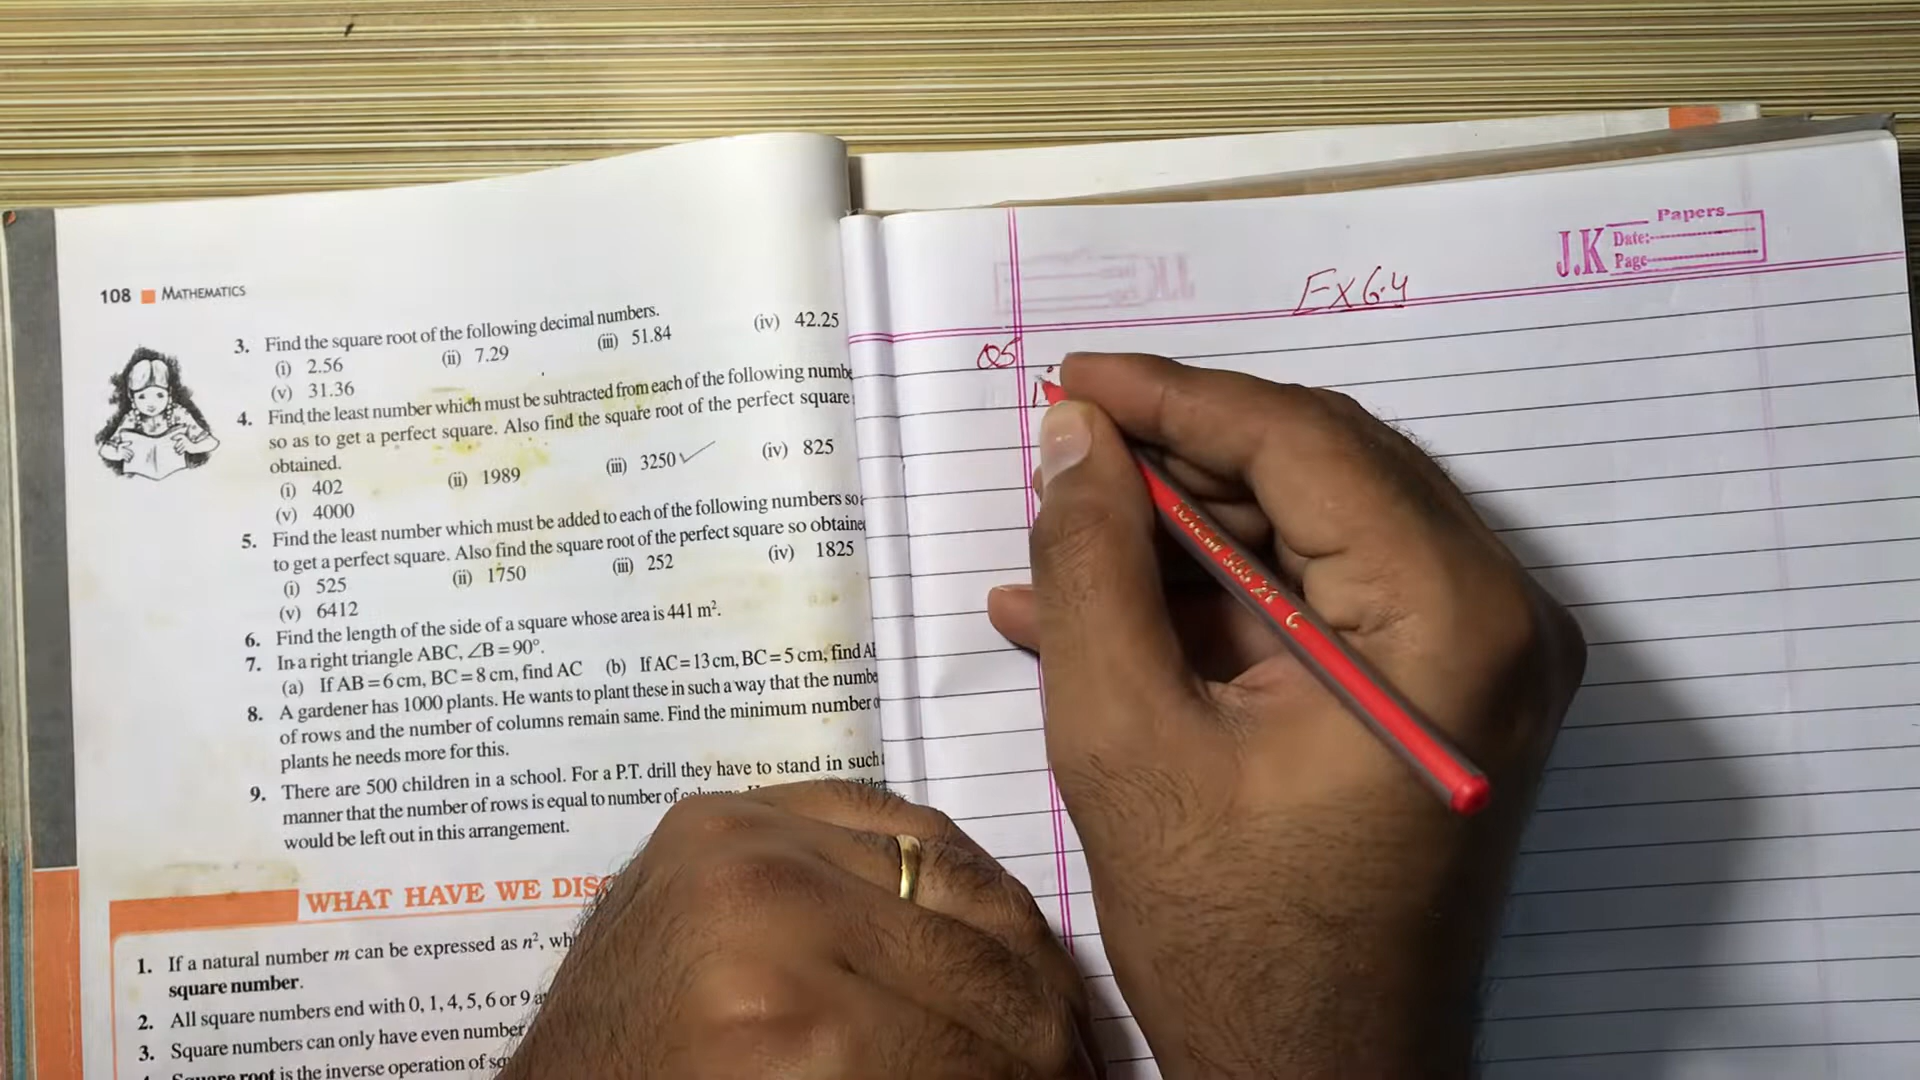 108 MATHEMATICS
3. Find the square root of the following decimal numbers.
(i) 2.56 (ii) 7.29 (iii) 51.84 (iv) 42.25
(v) 31.36
4. Find the least number which must be subtracted from each of the following numbe
so as to get a perfect square. Also find the square root of the perfect square
obtained.
(i) 402 (ii) 1989 (iii) 3250 (iv) 825
(v) 4000
5. Find the least number which must be added to each of the following numbers so
to get a perfect square. Also find the square root of the perfect square so obtaine
(i) 525 (ii) 1750 (iii) 252 (iv) 1825
(v) 6412
6. Find the length of the side of a square whose area is 441 m².
7. In a right triangle ABC, ∠B = 90°.
(a) If AB = 6 cm, BC = 8 cm, find AC (b) If AC = 13 cm, BC = 5 cm, find
8. A gardener has 1000 plants. He wants to plant these in such a way that the numbe
of rows and the number of columns remain same. Find the minimum number
plants he needs more for this.
9. There are 500 children in a school. For a P.T. drill they have to stand in such
manner that the number of rows is equal to number of
would be left out in this arrangement.
WHAT HAVE WE DIS
1. If a natural number m can be expressed as n², wh
square number.
2. All square numbers end with 0, 1, 4, 5, 6 or 9
3. Square numbers can only have even number
Square root is the inverse operation of sq
J.K Papers
Date:
Page
EX 6.4
Q5